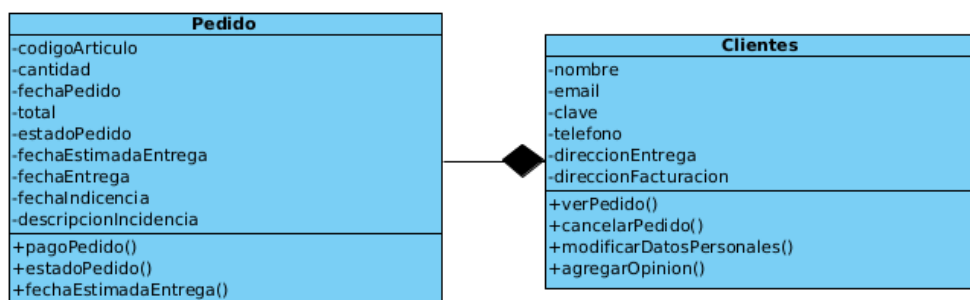 Pedido
-codigoArticulo
-cantidad
-fechaPedido
-total
-estadoPedido
-fechaEstimadaEntrega
-fechaEntrega
-fechaIndicencia
-descripcionIncidencia
+pagoPedido()
+estadoPedido()
+fechaEstimadaEntrega()
Clientes
-nombre
-email
-clave
-telefono
-direccionEntrega
-direccionFacturacion
+verPedido()
+cancelarPedido()
+modificarDatosPersonales()
+agregarOpinion()